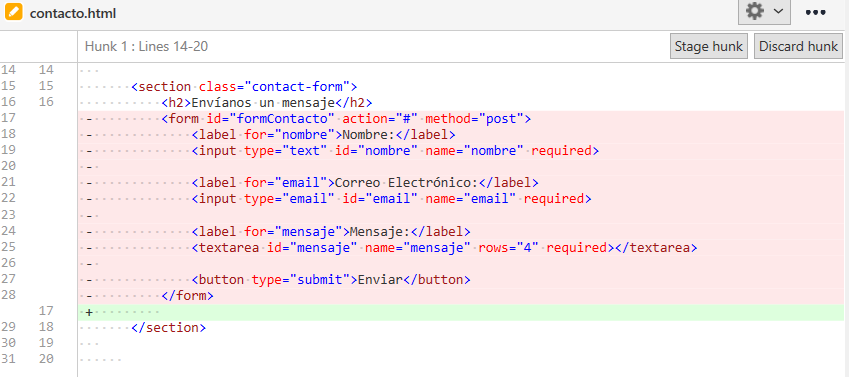 contacto.html
Hunk 1 : Lines 14-20
Stage hunk
Discard hunk
14 14
15 15 <section class="contact-form">
16 16 <h2>Envíanos un mensaje</h2>
17 - <form id="formContacto" action="#" method="post">
18 - <label for="nombre">Nombre:</label>
19 - <input type="text" id="nombre" name="nombre" required>
20 -
21 - <label for="email">Correo Electrónico:</label>
22 - <input type="email" id="email" name="email" required>
23 -
24 - <label for="mensaje">Mensaje:</label>
25 - <textarea id="mensaje" name="mensaje" rows="4" required></textarea>
26 -
27 - <button type="submit">Enviar</button>
28 - </form>
17 +
29 18 </section>
30 19
31 20